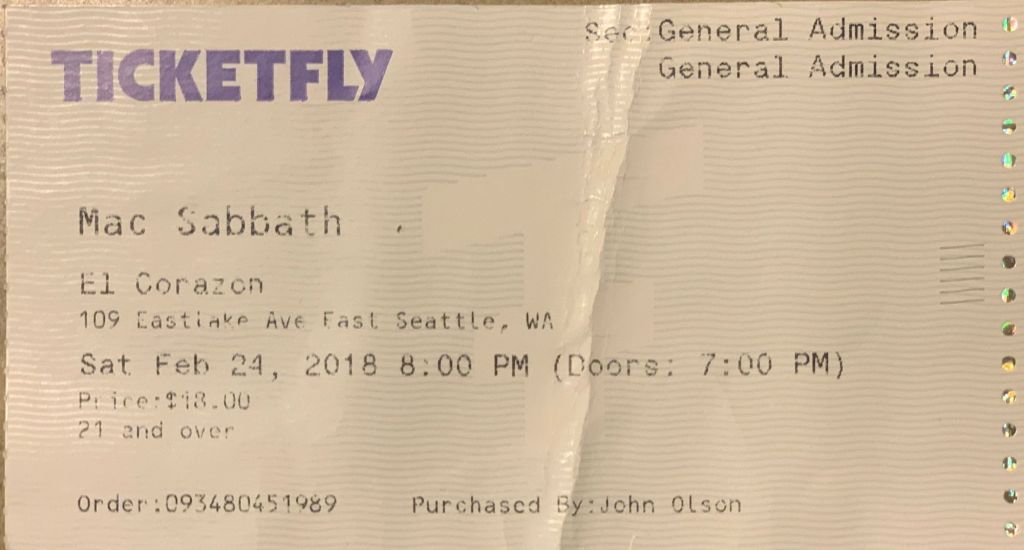 TICKETFLY
Sec:General Admission
General Admission
Mac Sabbath
El Corazon
109 Eastlake Ave East Seattle, WA
Sat Feb 24, 2018 8:00 PM (Doors: 7:00 PM)
Price:$18.00
21 and over
Order:093480451989 Purchased By:John Olson